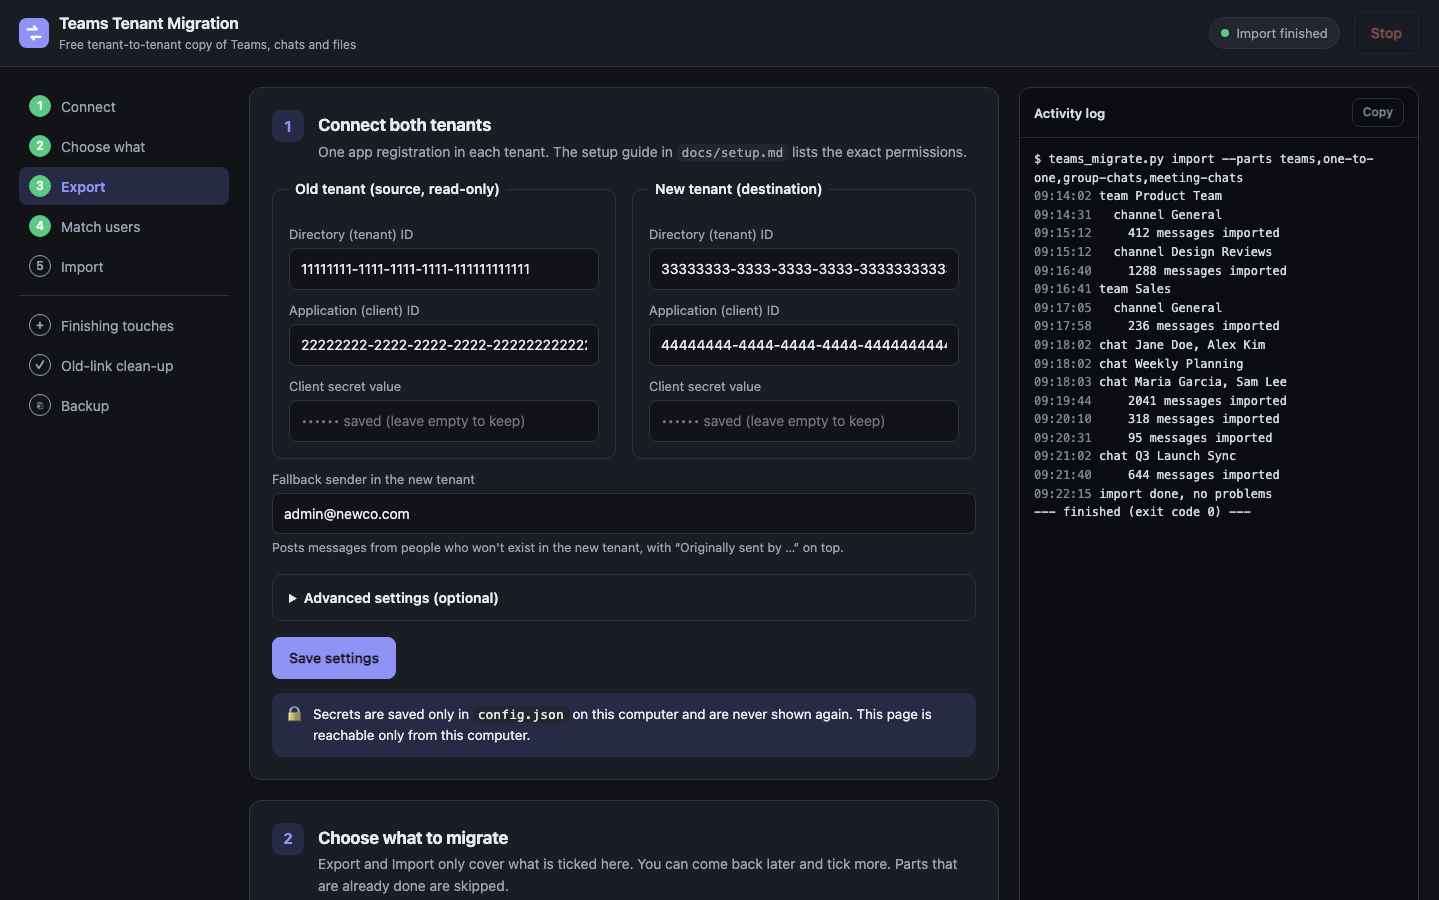 Teams Tenant Migration
Free tenant-to-tenant copy of Teams, chats and files
Import finished
Stop
1 Connect
2 Choose what
3 Export
4 Match users
5 Import
Finishing touches
Old-link clean-up
Backup
1 Connect both tenants
One app registration in each tenant. The setup guide in docs/setup.md lists the exact permissions.
Old tenant (source, read-only)
Directory (tenant) ID
11111111-1111-1111-1111-111111111111
Application (client) ID
22222222-2222-2222-2222-222222222222
Client secret value
•••••• saved (leave empty to keep)
New tenant (destination)
Directory (tenant) ID
33333333-3333-3333-3333-3333333333
Application (client) ID
44444444-4444-4444-4444-4444444444
Client secret value
•••••• saved (leave empty to keep)
Fallback sender in the new tenant
admin@newco.com
Posts messages from people who won't exist in the new tenant, with “Originally sent by …” on top.
▶ Advanced settings (optional)
Save settings
Secrets are saved only in config.json on this computer and are never shown again. This page is
reachable only from this computer.
2 Choose what to migrate
Export and Import only cover what is ticked here. You can come back later and tick more. Parts that
are already done are skipped.
Activity log
Copy
$ teams_migrate.py import --parts teams,one-to-
one,group-chats,meeting-chats
09:14:02 team Product Team
09:14:31 channel General
09:15:12 412 messages imported
09:15:12 channel Design Reviews
09:16:40 1288 messages imported
09:16:41 team Sales
09:17:05 channel General
09:17:58 236 messages imported
09:18:02 chat Jane Doe, Alex Kim
09:18:02 chat Weekly Planning
09:18:03 chat Maria Garcia, Sam Lee
09:19:44 2041 messages imported
09:20:10 318 messages imported
09:20:31 95 messages imported
09:21:02 chat Q3 Launch Sync
09:21:40 644 messages imported
09:22:15 import done, no problems
--- finished (exit code 0) ---